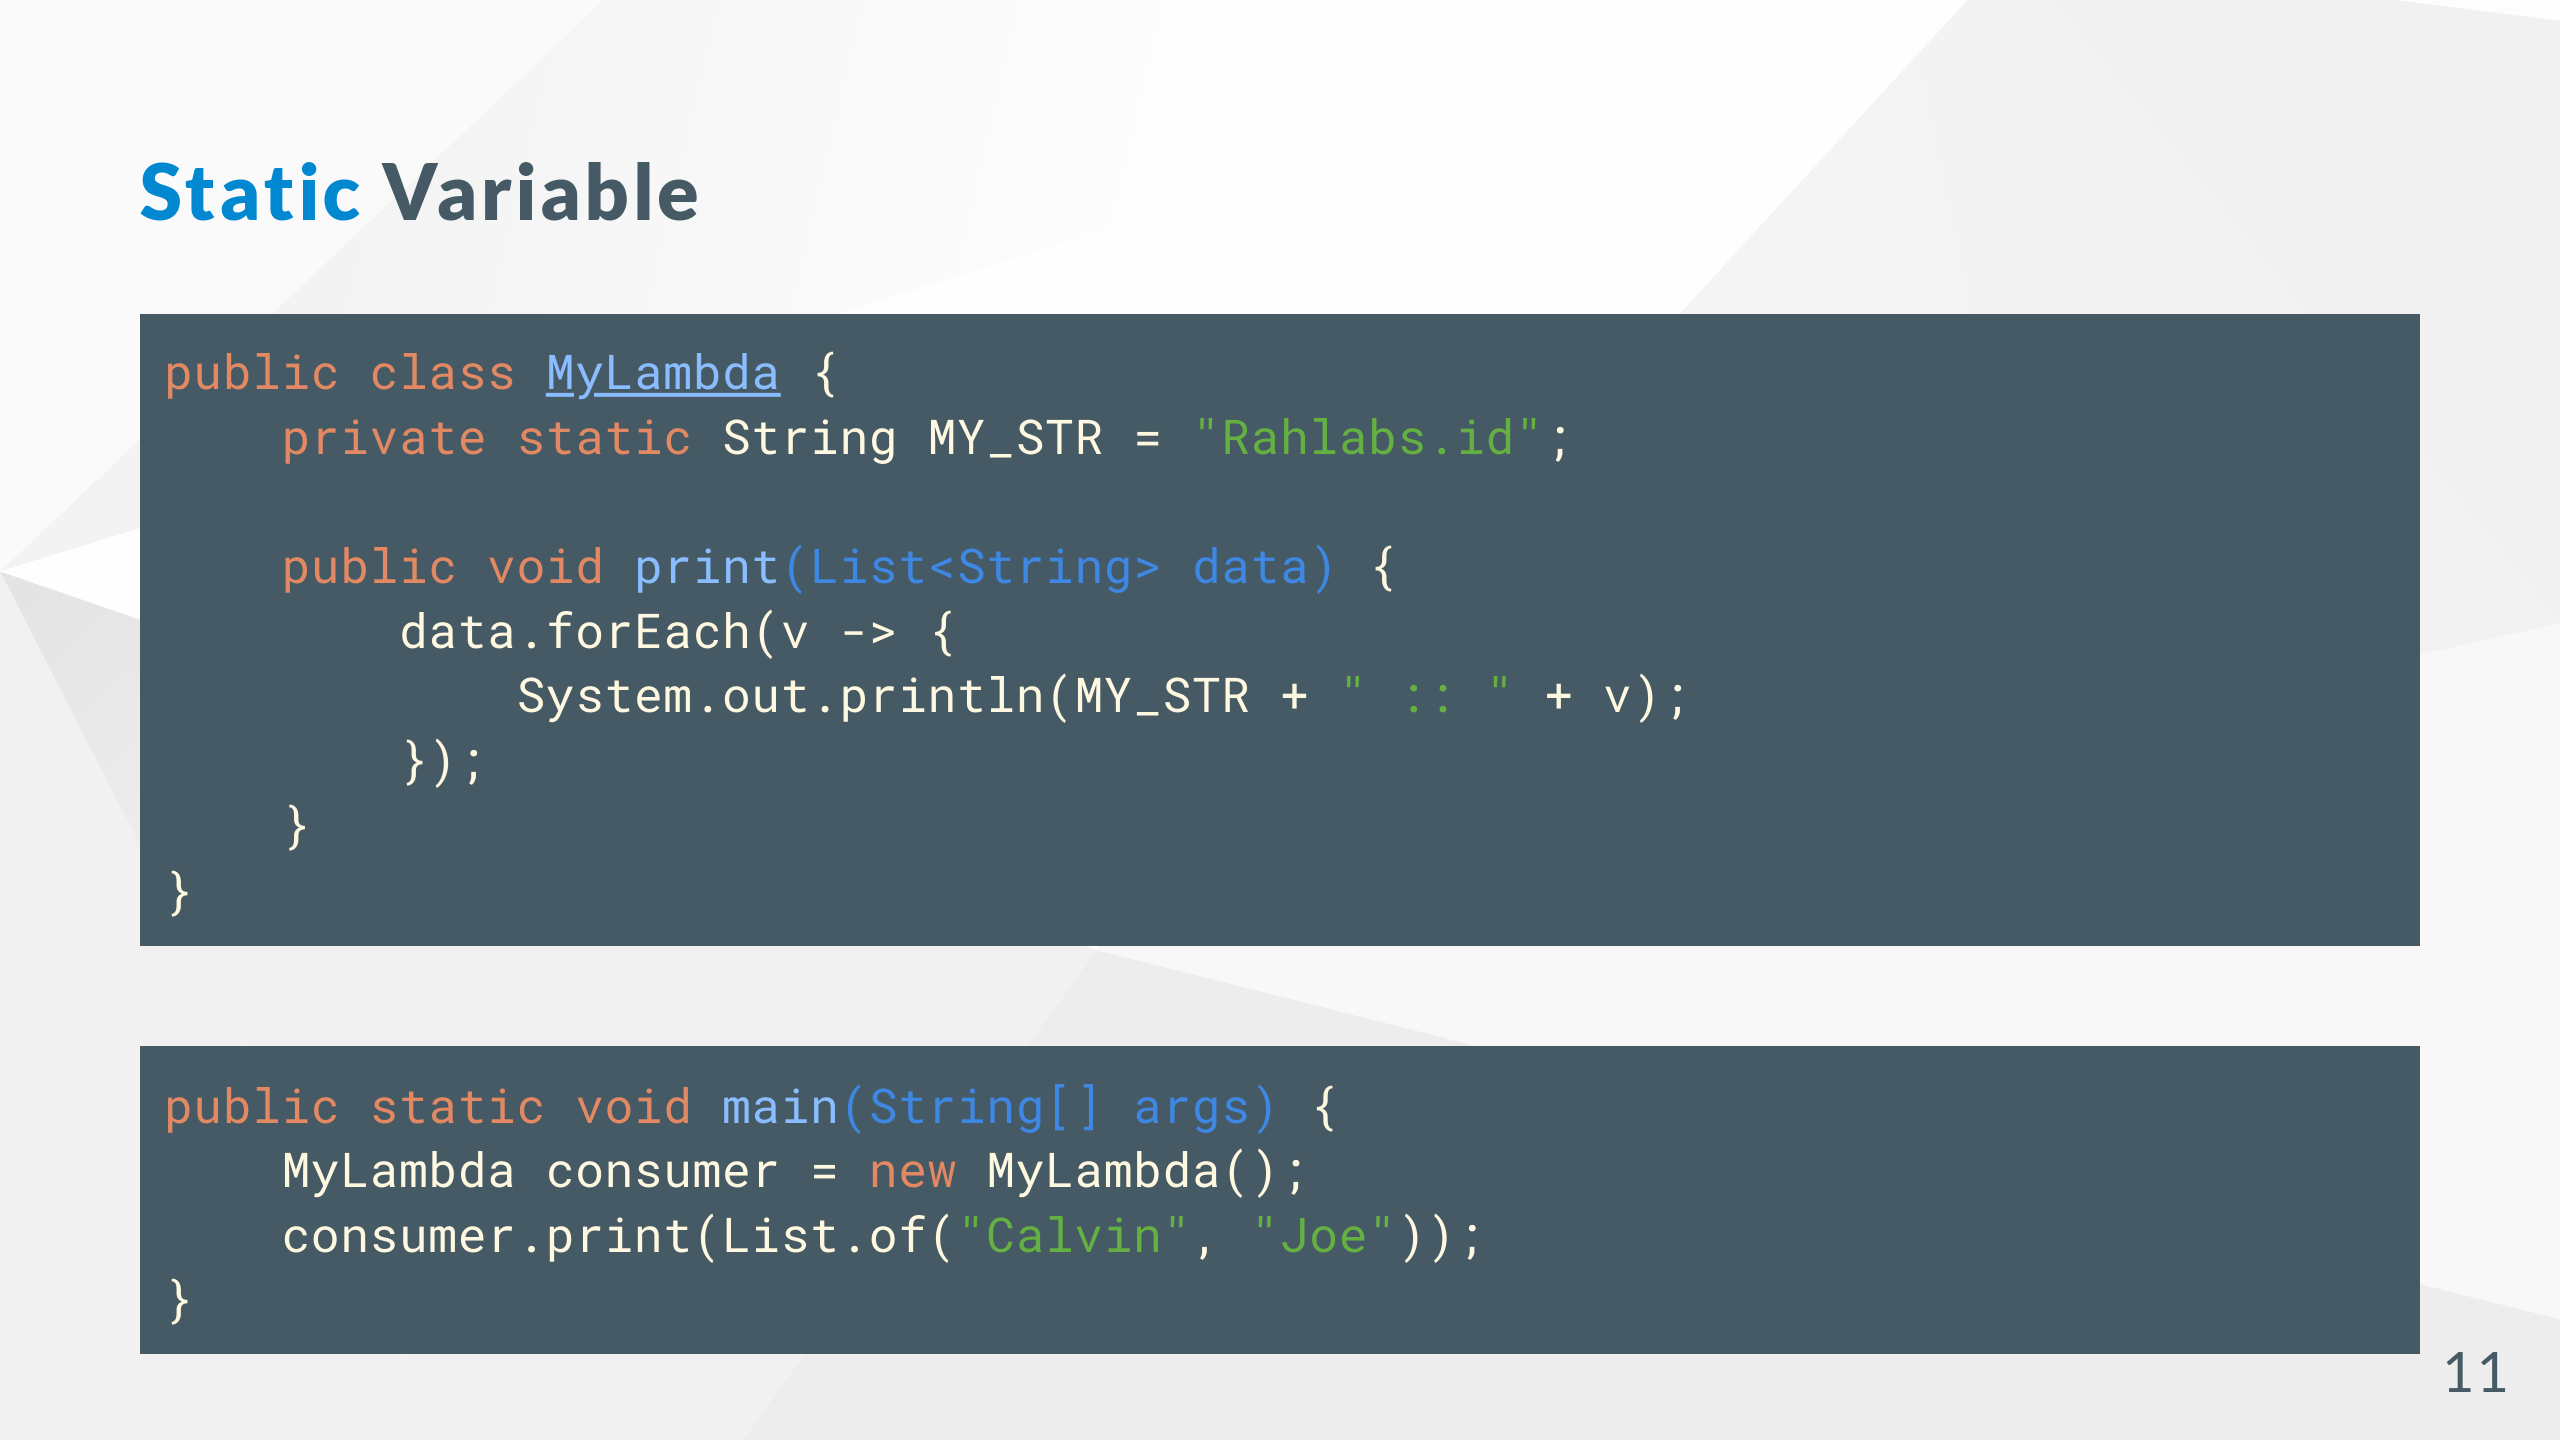 Static Variable
public class MyLambda {
    private static String MY_STR = "Rahlabs.id";

    public void print(List<String> data) {
        data.forEach(v -> {
            System.out.println(MY_STR + " :: " + v);
        });
    }
}
public static void main(String[] args) {
    MyLambda consumer = new MyLambda();
    consumer.print(List.of("Calvin", "Joe"));
}
11